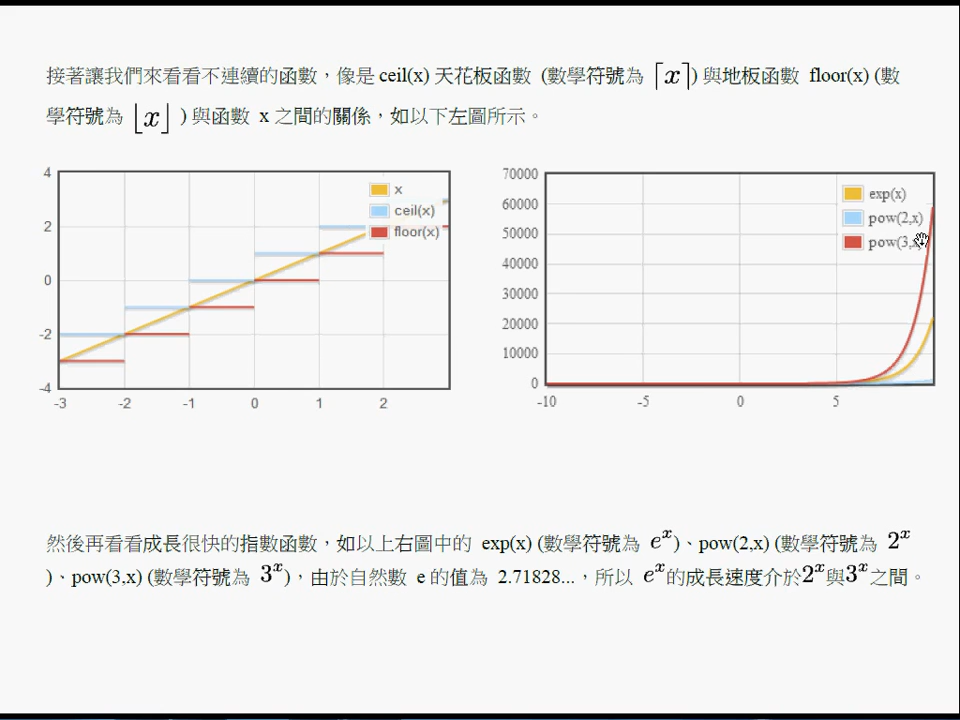 接著讓我們來看看不連續的函數，像是 ceil(x) 天花板函數 (數學符號為 ⌈x⌉) 與地板函數 floor(x) (數
學符號為 ⌊x⌋ ) 與函數 x 之間的關係，如以下左圖所示。
4
2
0
-2
-4
-3 -2 -1 0 1 2
x
ceil(x)
floor(x)
70000
60000
50000
40000
30000
20000
10000
0
-10 -5 0 5
exp(x)
pow(2,x)
pow(3,x)
然後再看看成長很快的指數函數，如以上右圖中的 exp(x) (數學符號為 eˣ )、pow(2,x) (數學符號為 2ˣ
)、pow(3,x) (數學符號為 3ˣ )，由於自然數 e 的值為 2.71828...，所以 eˣ 的成長速度介於2ˣ與3ˣ之間。